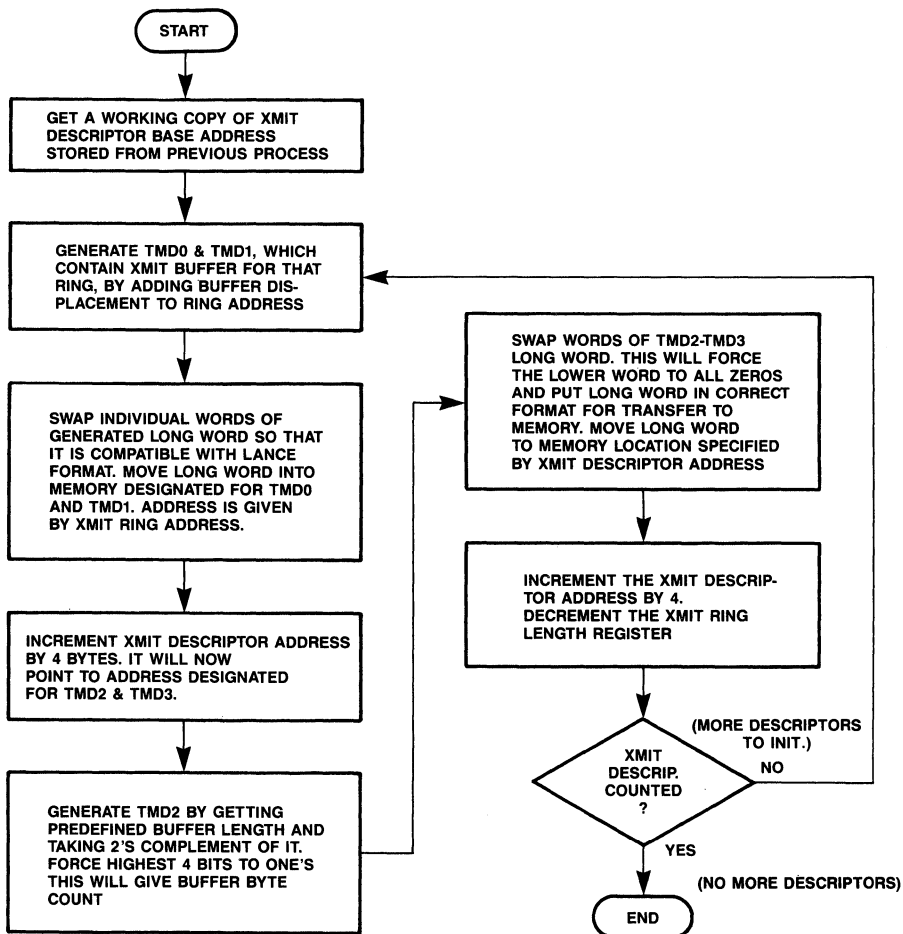 START
GET A WORKING COPY OF XMIT
DESCRIPTOR BASE ADDRESS
STORED FROM PREVIOUS PROCESS
GENERATE TMD0 & TMD1, WHICH
CONTAIN XMIT BUFFER FOR THAT
RING, BY ADDING BUFFER DIS-
PLACEMENT TO RING ADDRESS
SWAP INDIVIDUAL WORDS OF
GENERATED LONG WORD SO THAT
IT IS COMPATIBLE WITH LANCE
FORMAT. MOVE LONG WORD INTO
MEMORY DESIGNATED FOR TMD0
AND TMD1. ADDRESS IS GIVEN
BY XMIT RING ADDRESS.
INCREMENT XMIT DESCRIPTOR ADDRESS
BY 4 BYTES. IT WILL NOW
POINT TO ADDRESS DESIGNATED
FOR TMD2 & TMD3.
GENERATE TMD2 BY GETTING
PREDEFINED BUFFER LENGTH AND
TAKING 2'S COMPLEMENT OF IT.
FORCE HIGHEST 4 BITS TO ONE'S
THIS WILL GIVE BUFFER BYTE
COUNT
SWAP WORDS OF TMD2-TMD3
LONG WORD. THIS WILL FORCE
THE LOWER WORD TO ALL ZEROS
AND PUT LONG WORD IN CORRECT
FORMAT FOR TRANSFER TO
MEMORY. MOVE LONG WORD
TO MEMORY LOCATION SPECIFIED
BY XMIT DESCRIPTOR ADDRESS
INCREMENT THE XMIT DESCRIP-
TOR ADDRESS BY 4.
DECREMENT THE XMIT RING
LENGTH REGISTER
XMIT
DESCRIP.
COUNTED
?
(MORE DESCRIPTORS
TO INIT.)
NO
YES
(NO MORE DESCRIPTORS)
END